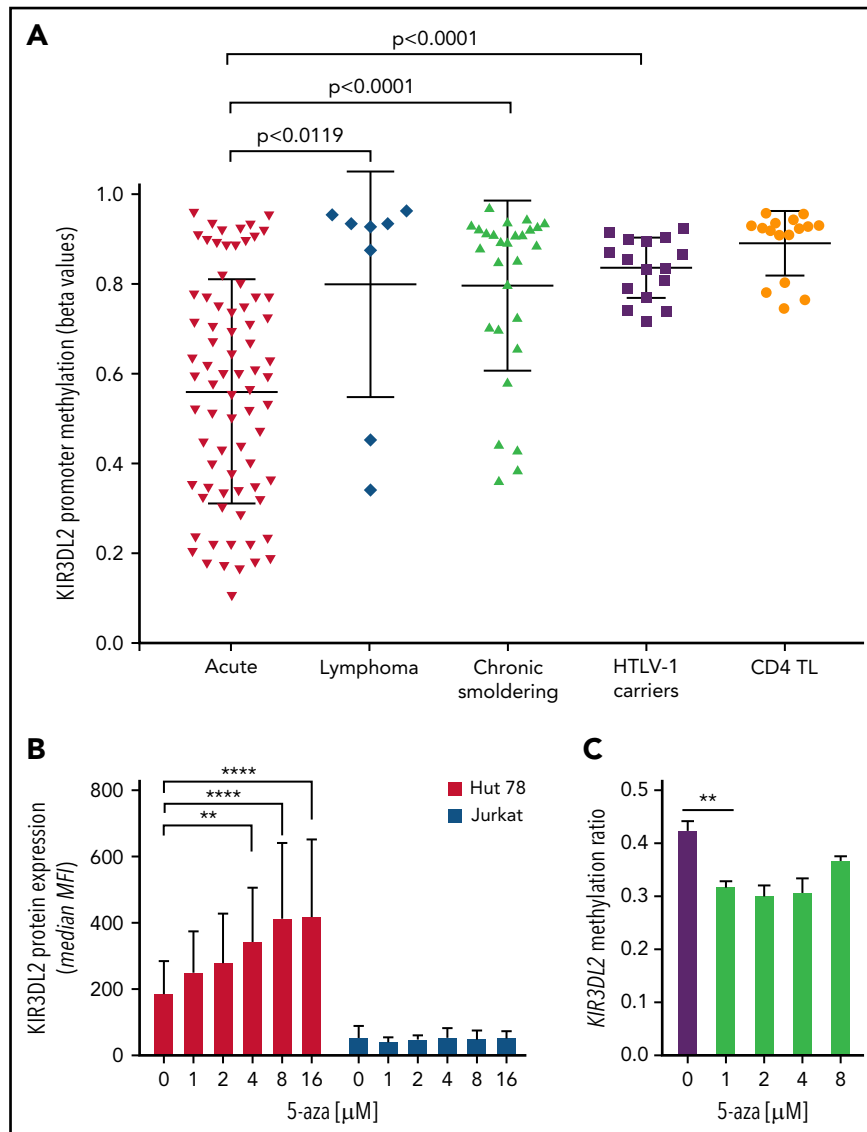 A
p<0.0001
p<0.0001
p<0.0119
KIR3DL2 promoter methylation (beta values)
1.0
0.8
0.6
0.4
0.2
0.0
Acute
Lymphoma
Chronic
smoldering
HTLV-1
carriers
CD4 TL
B
KIR3DL2 protein expression
(median MFI)
800
600
400
200
0
****
****
**
Hut 78
Jurkat
0 1 2 4 8 16 0 1 2 4 8 16
5-aza [μM]
C
KIR3DL2 methylation ratio
0.5
0.4
0.3
0.2
0.1
0.0
**
0 1 2 4 8
5-aza [μM]